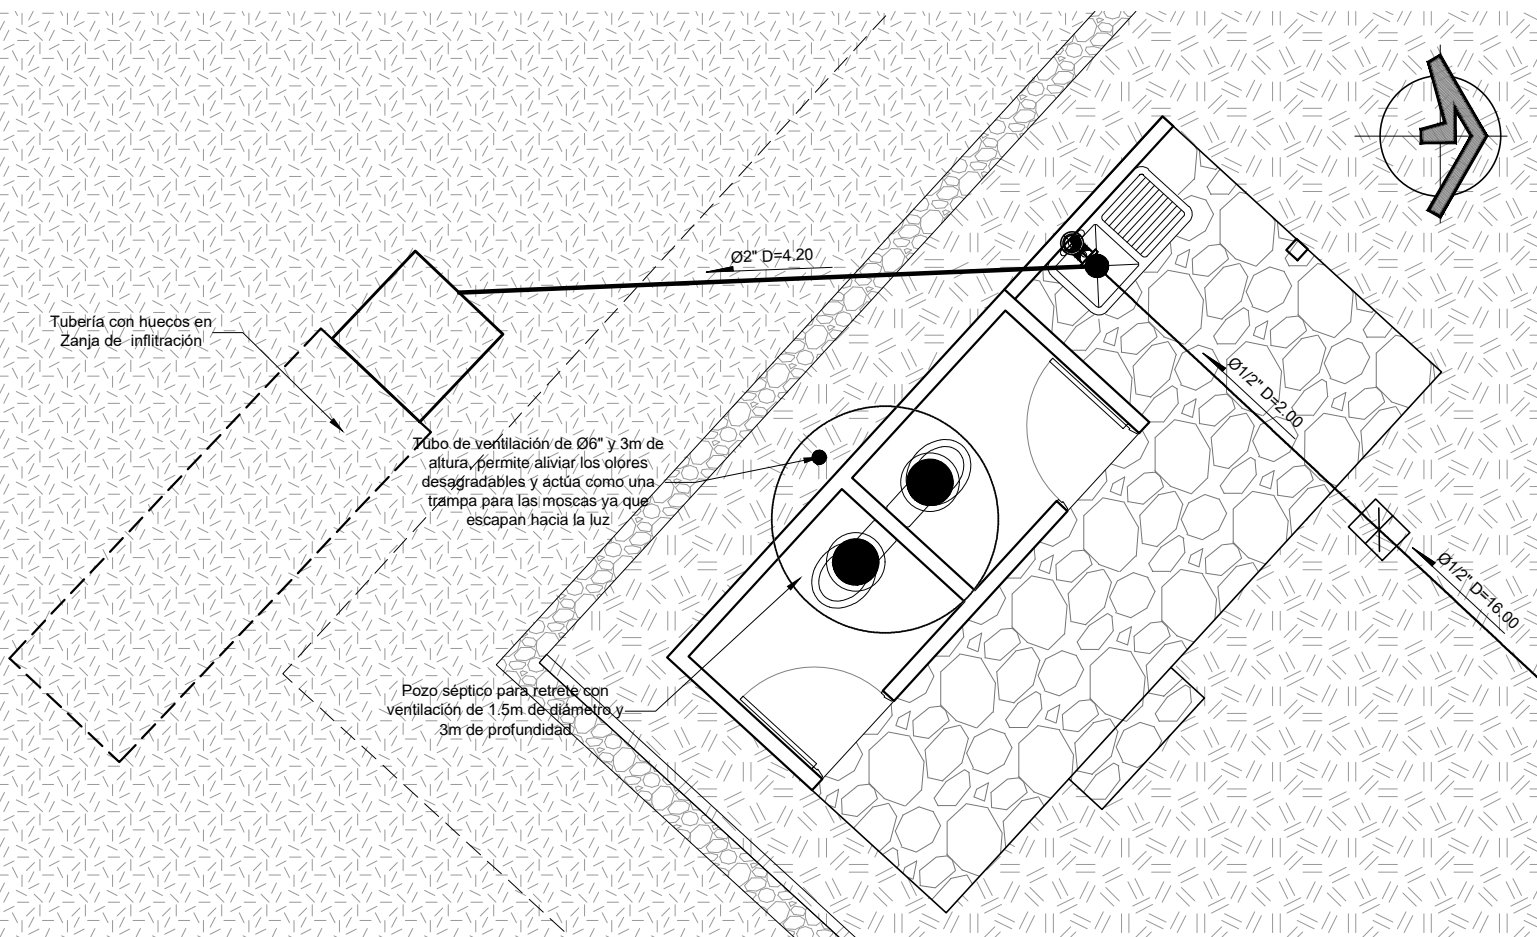 Ø2" D=4.20
Tubería con huecos en
Zanja de inflitración
Tubo de ventilación de Ø6" y 3m de
altura, permite aliviar los olores
desagradables y actúa como una
trampa para las moscas ya que
escapan hacia la luz
Ø1/2" D=2.00
Ø1/2" D=16.00
Pozo séptico para retrete con
ventilación de 1.5m de diámetro y
3m de profundidad